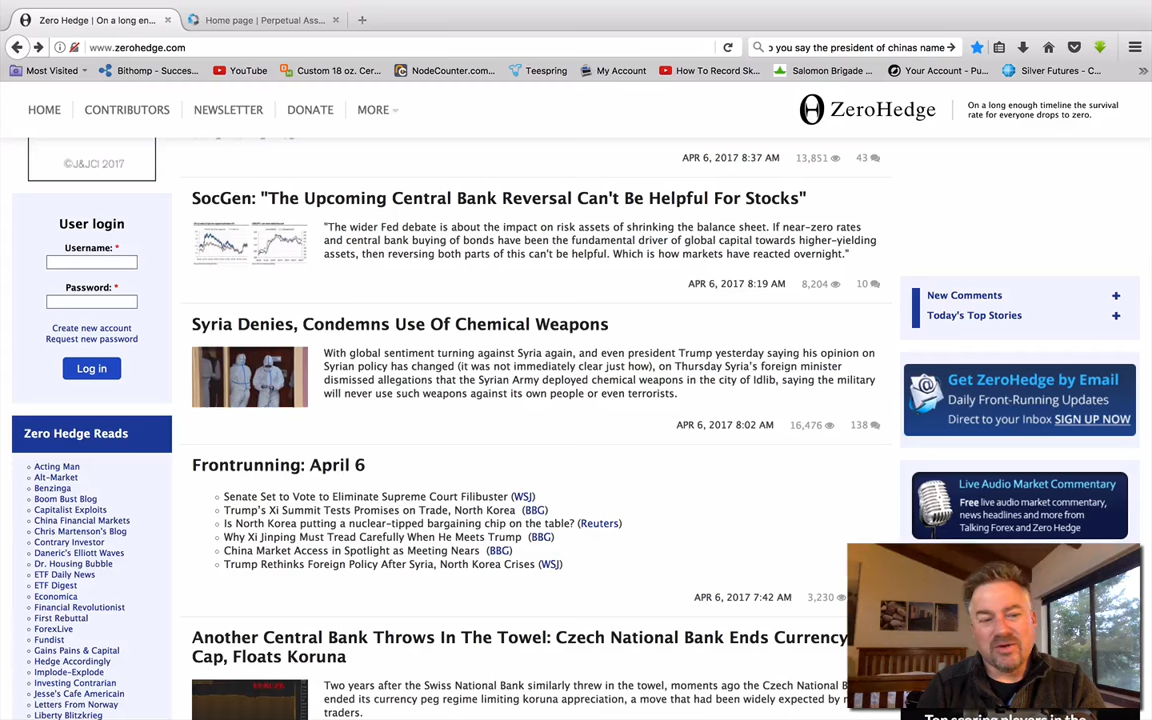 Zero Hedge | On a long en...
Home page | Perpetual Ass...
www.zerohedge.com
o you say the president of chinas name
Most Visited
Bithomp - Succes...
YouTube
Custom 18 oz. Cer...
NodeCounter.com...
Teespring
My Account
How To Record Sk...
Salomon Brigade ...
Your Account - Pu...
Silver Futures - C...
HOME
CONTRIBUTORS
NEWSLETTER
DONATE
MORE
ZeroHedge
On a long enough timeline the survival
rate for everyone drops to zero.
©J&JCI 2017
APR 6, 2017 8:37 AM 13,851 43
SocGen: "The Upcoming Central Bank Reversal Can't Be Helpful For Stocks"
"The wider Fed debate is about the impact on risk assets of shrinking the balance sheet. If near-zero rates
and central bank buying of bonds have been the fundamental driver of global capital towards higher-yielding
assets, then reversing both parts of this can't be helpful. Which is how markets have reacted overnight."
APR 6, 2017 8:19 AM 8,204 10
Syria Denies, Condemns Use Of Chemical Weapons
With global sentiment turning against Syria again, and even president Trump yesterday saying his opinion on
Syrian policy has changed (it was not immediately clear just how), on Thursday Syria's foreign minister
dismissed allegations that the Syrian Army deployed chemical weapons in the city of Idlib, saying the military
will never use such weapons against its own people or even terrorists.
APR 6, 2017 8:02 AM 16,476 138
Frontrunning: April 6
Senate Set to Vote to Eliminate Supreme Court Filibuster (WSJ)
Trump's Xi Summit Tests Promises on Trade, North Korea (BBG)
Is North Korea putting a nuclear-tipped bargaining chip on the table? (Reuters)
Why Xi Jinping Must Tread Carefully When He Meets Trump (BBG)
China Market Access in Spotlight as Meeting Nears (BBG)
Trump Rethinks Foreign Policy After Syria, North Korea Crises (WSJ)
APR 6, 2017 7:42 AM 3,230
Another Central Bank Throws In The Towel: Czech National Bank Ends Currency
Cap, Floats Koruna
Two years after the Swiss National Bank similarly threw in the towel, moments ago the Czech National B
ended its currency peg regime limiting koruna appreciation, a move that had been widely expected by
traders.
User login
Username: *
Password: *
Create new account
Request new password
Log in
Zero Hedge Reads
Acting Man
Alt-Market
Benzinga
Boom Bust Blog
Capitalist Exploits
China Financial Markets
Chris Martenson's Blog
Contrary Investor
Daneric's Elliott Waves
Dr. Housing Bubble
ETF Daily News
ETF Digest
Economica
Financial Revolutionist
First Rebuttal
ForexLive
Fundist
Gains Pains & Capital
Hedge Accordingly
Implode-Explode
Investing Contrarian
Jesse's Cafe American
Letters From Norway
Liberty Blitzkrieg
New Comments +
Today's Top Stories +
Get ZeroHedge by Email
Daily Front-Running Updates
Direct to your Inbox SIGN UP NOW
Live Audio Market Commentary
Free live audio market commentary,
news headlines and more from
Talking Forex and Zero Hedge
Top scoring players in the